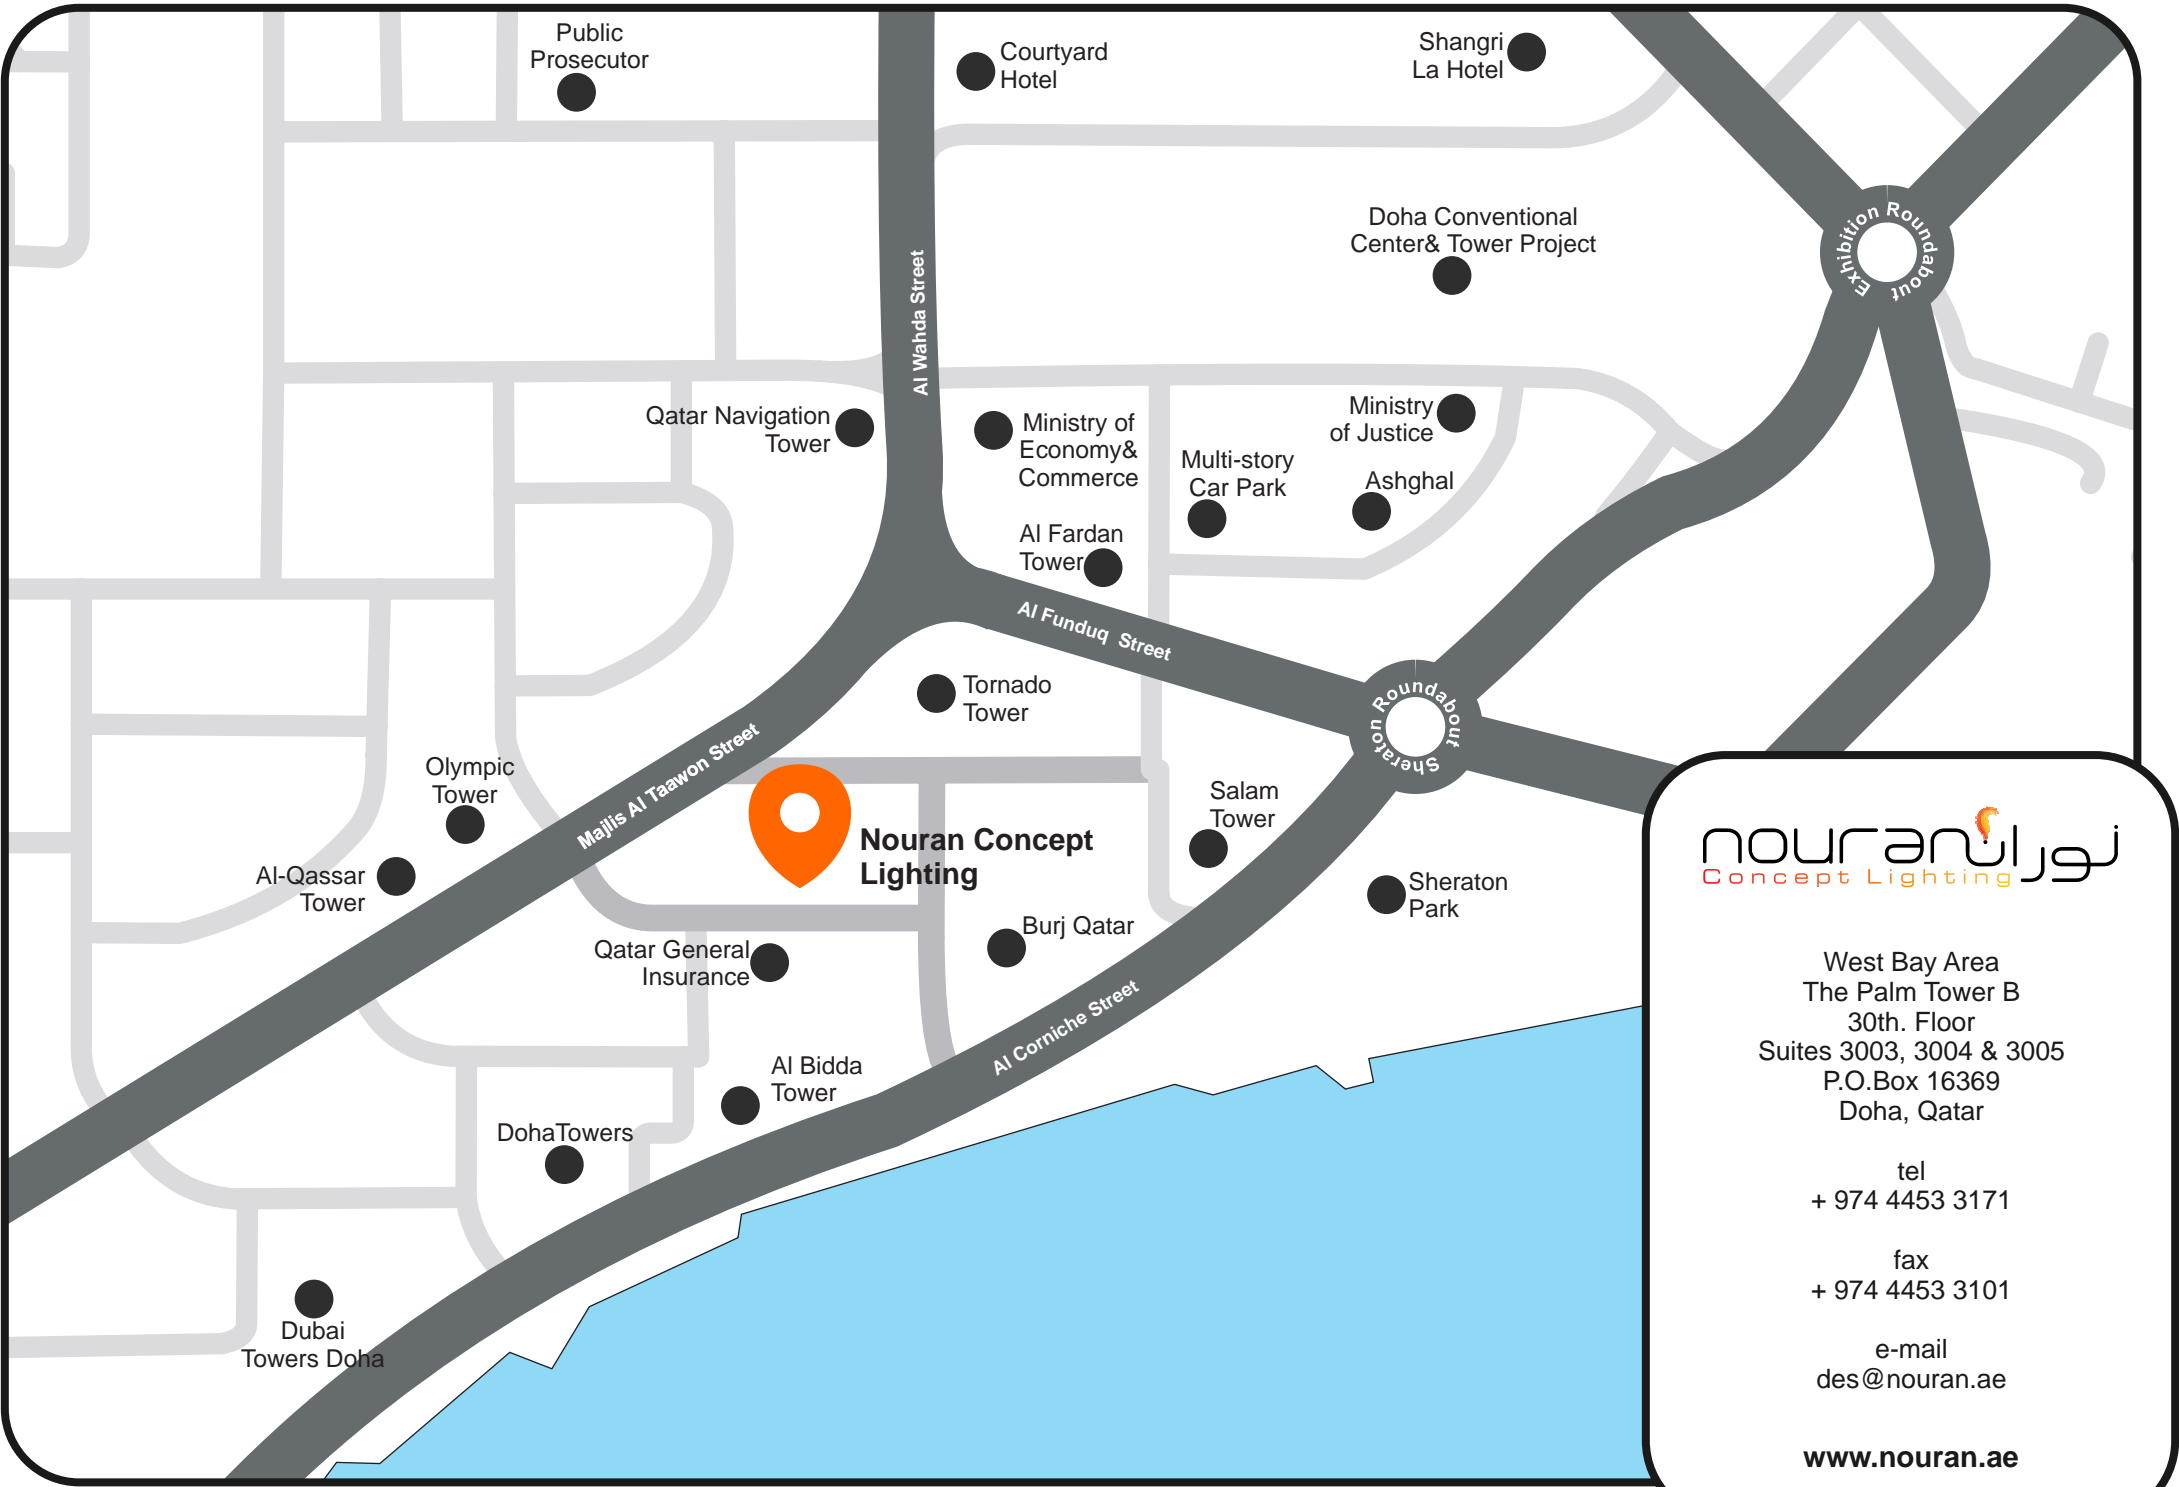 Public
Prosecutor
Courtyard
Hotel
Shangri
La Hotel
Doha Conventional
Center& Tower Project
Exhibition Roundabout
Al Wahda Street
Qatar Navigation
Tower
Ministry of
Economy&
Commerce
Ministry
of Justice
Multi-story
Car Park
Ashghal
Al Fardan
Tower
Al Funduq Street
Tornado
Tower
Sheraton Roundabout
Majlis Al Taawon Street
Olympic
Tower
Al-Qassar
Tower
Nouran Concept
Lighting
Salam
Tower
Sheraton
Park
Burj Qatar
Qatar General
Insurance
Al Corniche Street
Al Bidda
Tower
DohaTowers
Dubai
Towers Doha
nouran نوران
Concept Lighting
West Bay Area
The Palm Tower B
30th. Floor
Suites 3003, 3004 & 3005
P.O.Box 16369
Doha, Qatar
tel
+ 974 4453 3171
fax
+ 974 4453 3101
e-mail
des@nouran.ae
www.nouran.ae